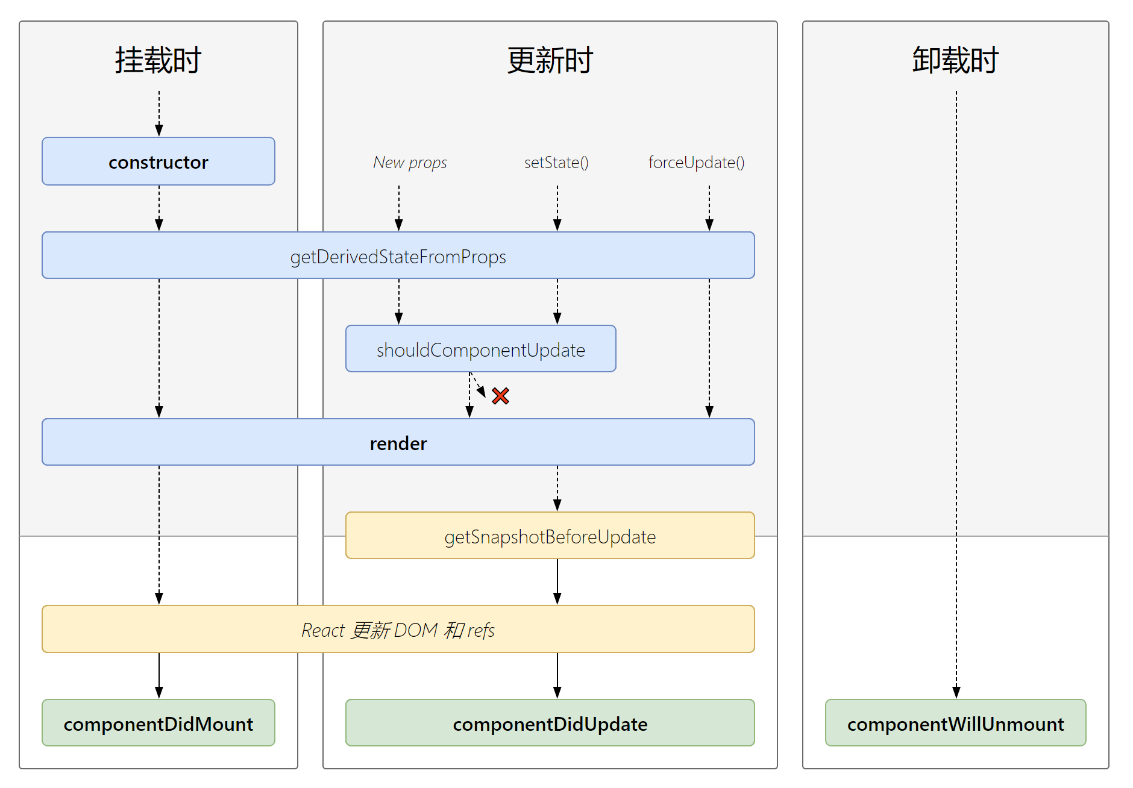 挂载时
更新时
卸载时
constructor
New props
setState()
forceUpdate()
getDerivedStateFromProps
shouldComponentUpdate
render
getSnapshotBeforeUpdate
React 更新 DOM 和 refs
componentDidMount
componentDidUpdate
componentWillUnmount